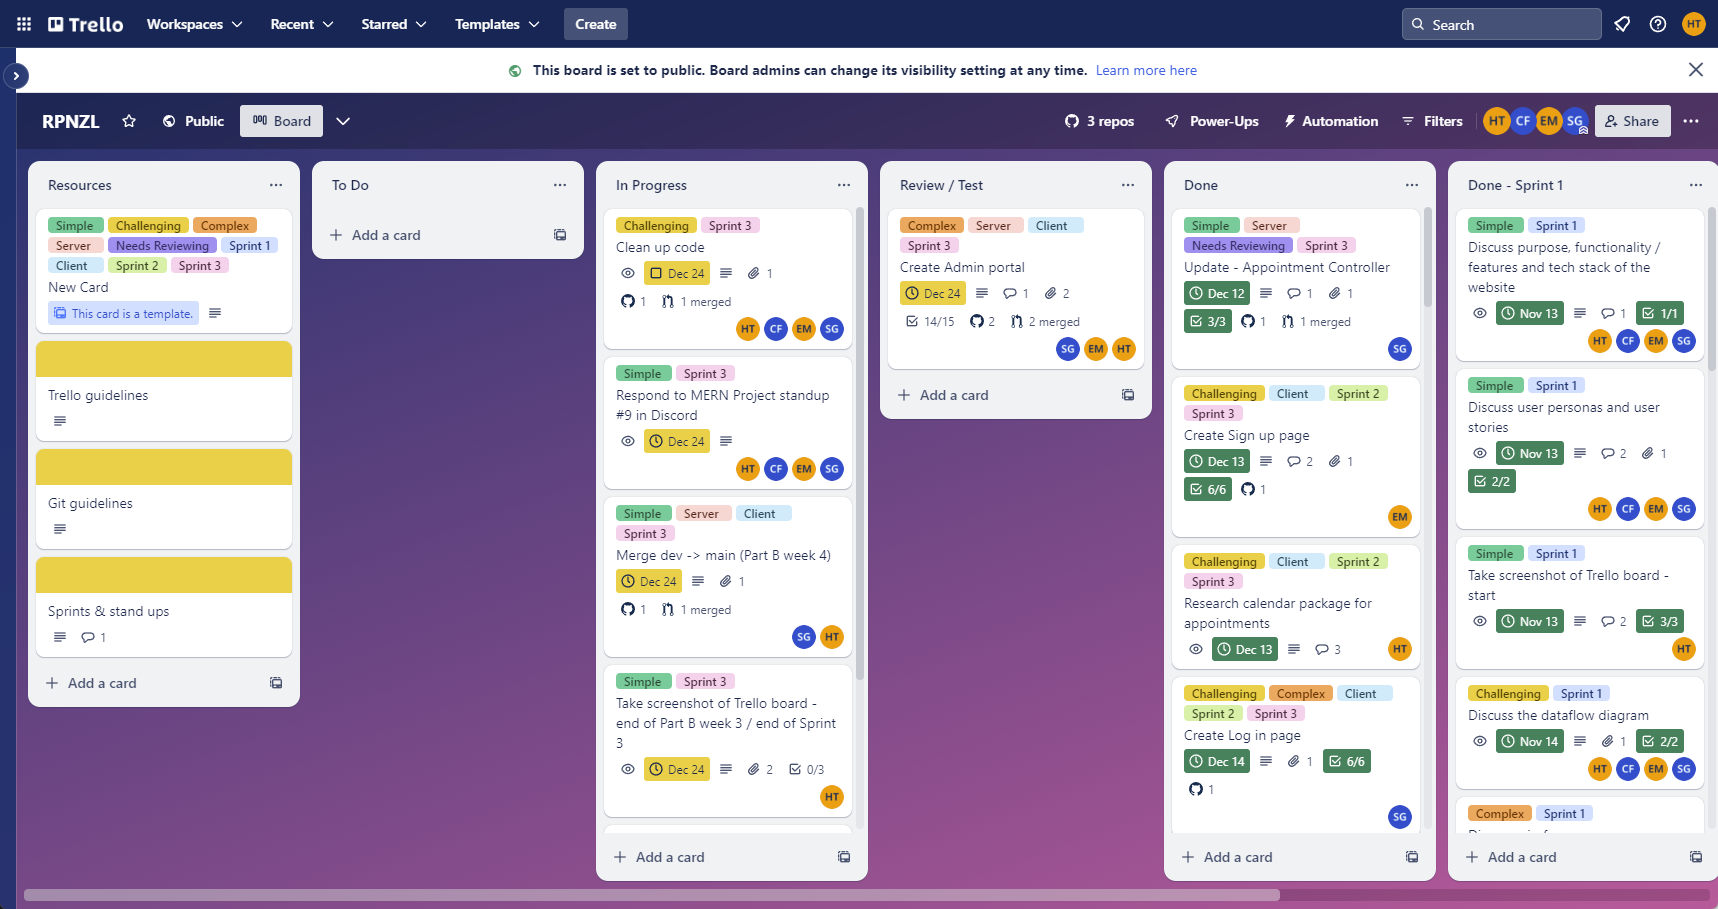 Trello
Workspaces
Recent
Starred
Templates
Create
Search
HT
This board is set to public. Board admins can change its visibility setting at any time. Learn more here
RPNZL
Public
Board
3 repos
Power-Ups
Automation
Filters
HT CF EM SG
Share
Resources
Simple Challenging Complex
Server Needs Reviewing Sprint 1
Client Sprint 2 Sprint 3
New Card
This card is a template.
Trello guidelines
Git guidelines
Sprints & stand ups
1
Add a card
To Do
Add a card
In Progress
Challenging Sprint 3
Clean up code
Dec 24 1
1 1 merged
HT CF EM SG
Simple Sprint 3
Respond to MERN Project standup
#9 in Discord
Dec 24
HT CF EM SG
Simple Server Client
Sprint 3
Merge dev -> main (Part B week 4)
Dec 24 1
1 1 merged
SG HT
Simple Sprint 3
Take screenshot of Trello board -
end of Part B week 3 / end of Sprint
3
Dec 24 2 0/3
HT
Add a card
Review / Test
Complex Server Client
Sprint 3
Create Admin portal
Dec 24 1 2
14/15 2 2 merged
SG EM HT
Add a card
Done
Simple Server
Needs Reviewing Sprint 3
Update - Appointment Controller
Dec 12 1 1
3/3 1 1 merged
SG
Challenging Client Sprint 2
Sprint 3
Create Sign up page
Dec 13 2 1
6/6 1
EM
Challenging Client Sprint 2
Sprint 3
Research calendar package for
appointments
Dec 13 3
HT
Challenging Complex Client
Sprint 2 Sprint 3
Create Log in page
Dec 14 1 6/6
1
SG
Add a card
Done - Sprint 1
Simple Sprint 1
Discuss purpose, functionality /
features and tech stack of the
website
Nov 13 1 1/1
HT CF EM SG
Simple Sprint 1
Discuss user personas and user
stories
Nov 13 2 1
2/2
HT CF EM SG
Simple Sprint 1
Take screenshot of Trello board -
start
Nov 13 2 3/3
HT
Challenging Sprint 1
Discuss the dataflow diagram
Nov 14 1 2/2
HT CF EM SG
Complex Sprint 1
Add a card